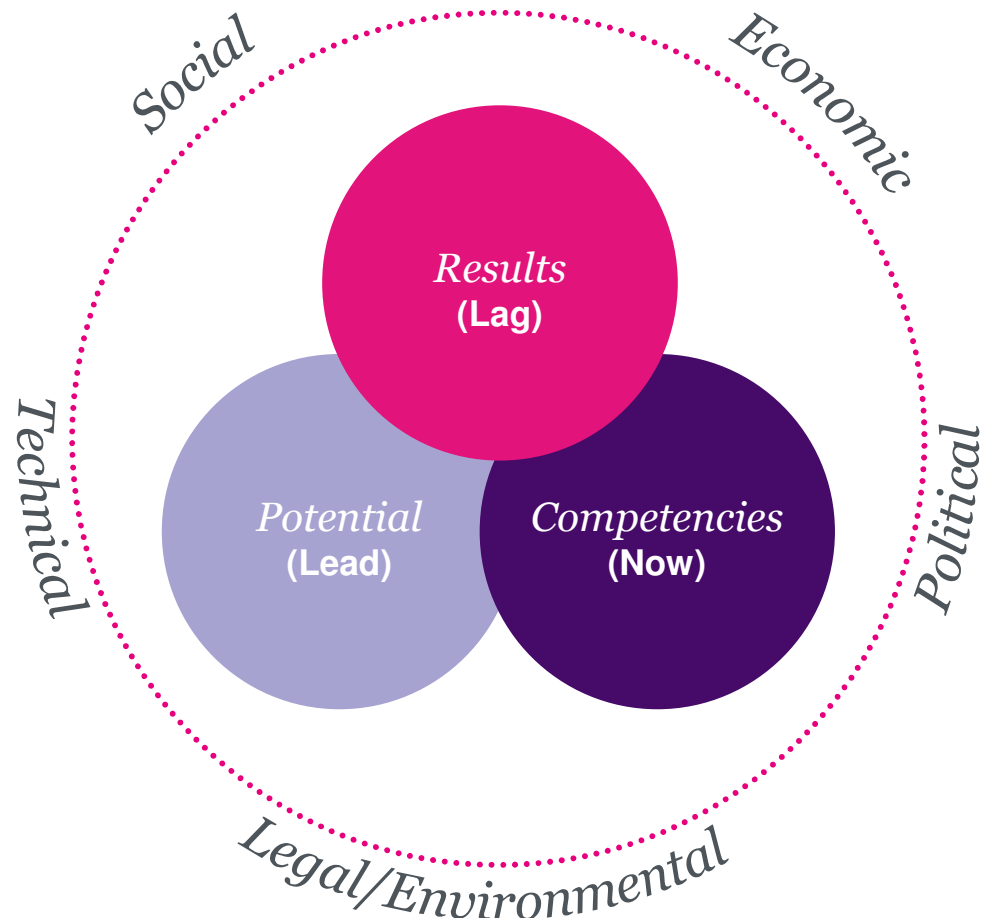 Social
Economic
Results
(Lag)
Technical
Political
Potential
(Lead)
Competencies
(Now)
Legal/Environmental